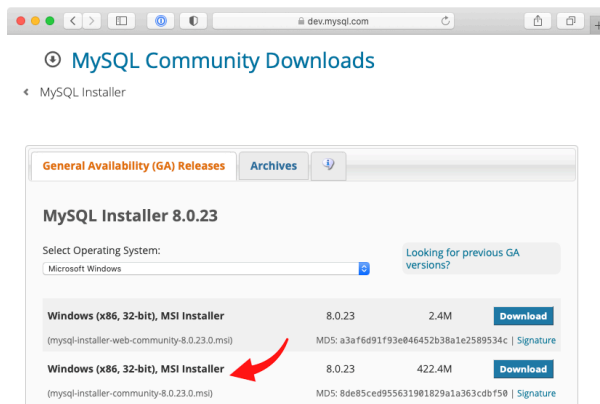 dev.mysql.com
MySQL Community Downloads
MySQL Installer
General Availability (GA) Releases
Archives
MySQL Installer 8.0.23
Select Operating System:
Microsoft Windows
Looking for previous GA
versions?
Windows (x86, 32-bit), MSI Installer 8.0.23 2.4M Download
(mysql-installer-web-community-8.0.23.0.msi) MD5: a3af6d91f93e046452b38a1e2589534c | Signature
Windows (x86, 32-bit), MSI Installer 8.0.23 422.4M Download
(mysql-installer-community-8.0.23.0.msi) MD5: 8de85ced955631901829a1a363cdbf50 | Signature